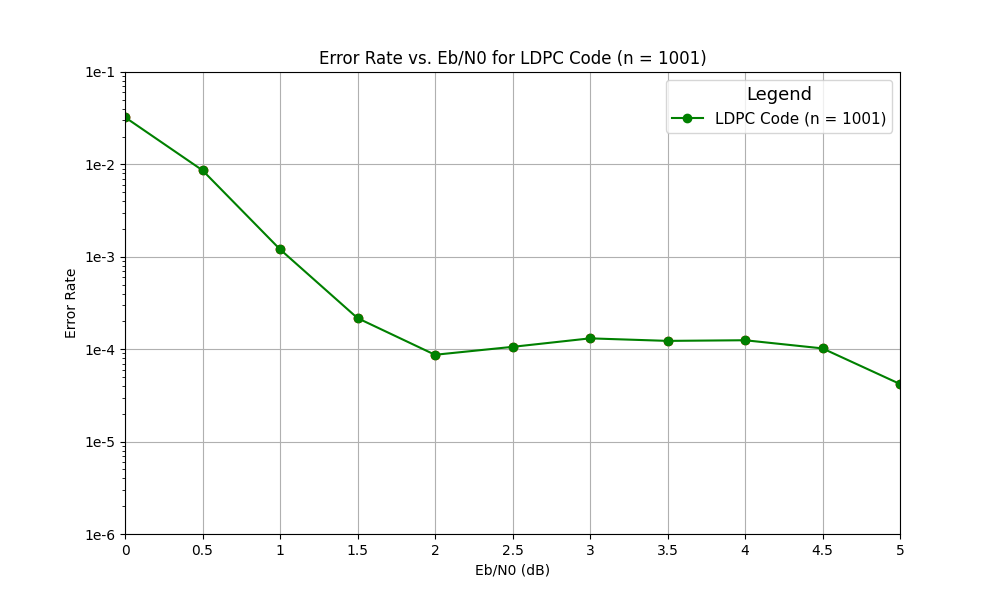 Error Rate vs. Eb/N0 for LDPC Code (n = 1001)
Legend
LDPC Code (n = 1001)
Error Rate
1e-1
1e-2
1e-3
1e-4
1e-5
1e-6
0 0.5 1 1.5 2 2.5 3 3.5 4 4.5 5
Eb/N0 (dB)